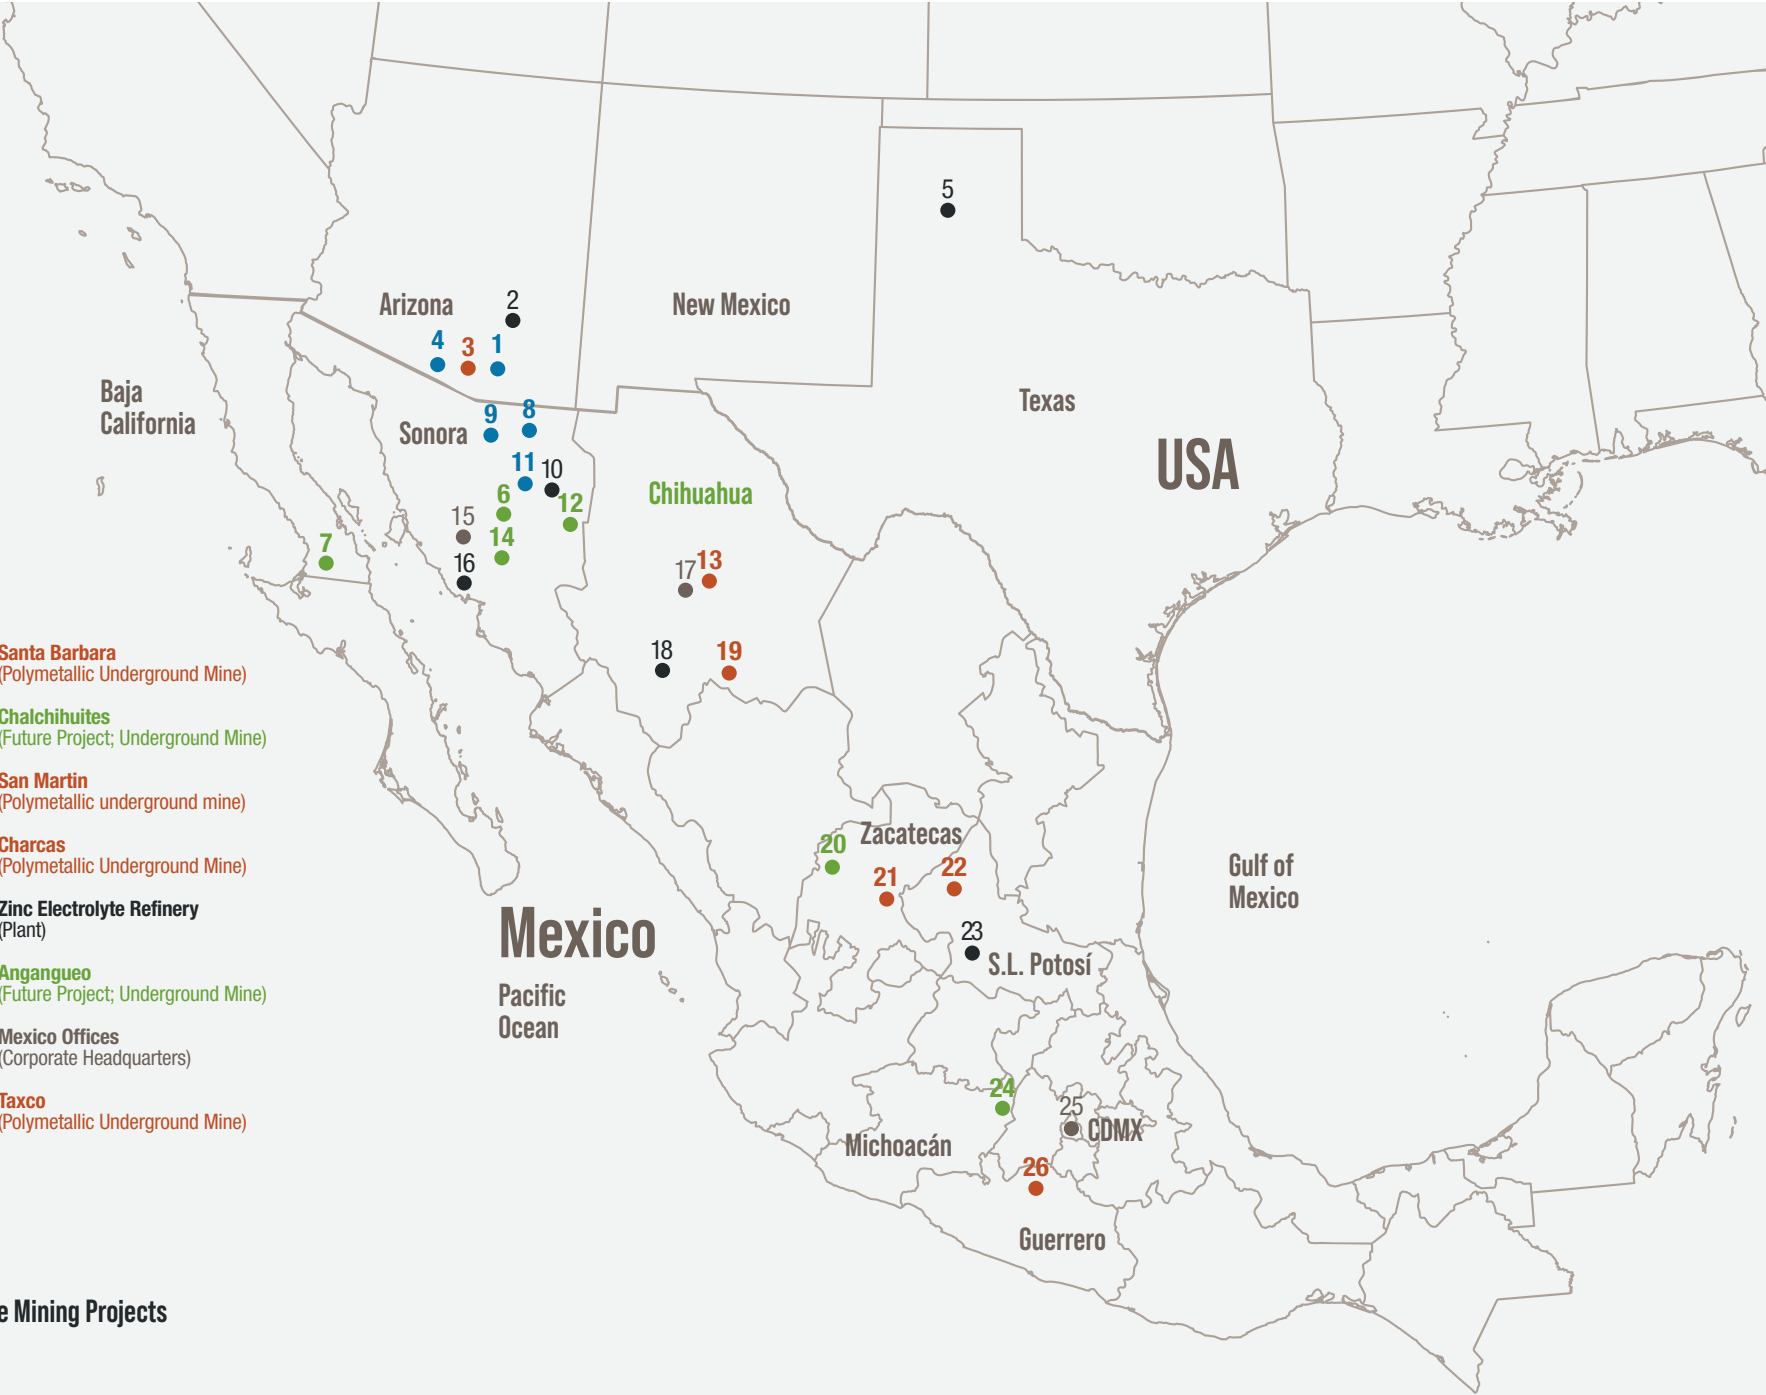 5
2
Arizona
New Mexico
4
3
1
Baja
California
Texas
9
8
Sonora
USA
11
10
6
12
Chihuahua
15
14
7
16
17
13
18
19
Santa Barbara
(Polymetallic Underground Mine)
Chalchihuites
(Future Project; Underground Mine)
San Martin
(Polymetallic underground mine)
Charcas
(Polymetallic Underground Mine)
Zinc Electrolyte Refinery
(Plant)
Angangueo
(Future Project; Underground Mine)
Mexico Offices
(Corporate Headquarters)
Taxco
(Polymetallic Underground Mine)
20
Zacatecas
21
22
Gulf of
Mexico
Mexico
23
S.L. Potosí
Pacific
Ocean
24
25
CDMX
Michoacán
26
Guerrero
e Mining Projects